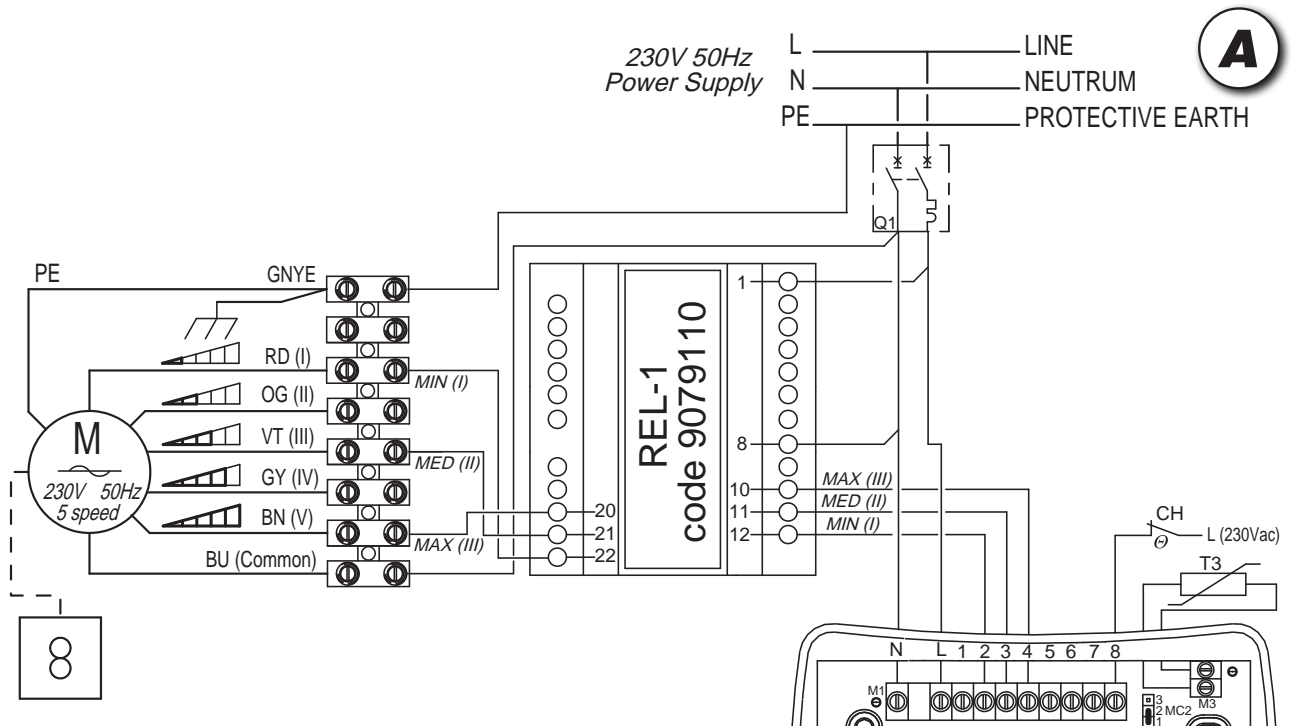 A
230V 50Hz
Power Supply
L
LINE
N
NEUTRUM
PE
PROTECTIVE EARTH
Q1
PE
GNYE
RD (I)
MIN (I)
OG (II)
VT (III)
MED (II)
GY (IV)
BN (V)
MAX (III)
BU (Common)
M
230V 50Hz
5 speed
REL-1
code 9079110
1
8
10
11
12
20
21
22
MAX (III)
MED (II)
MIN (I)
CH
L (230Vac)
T3
N L 1 2 3 4 5 6 7 8
M1
3
2
1
MC2
M3